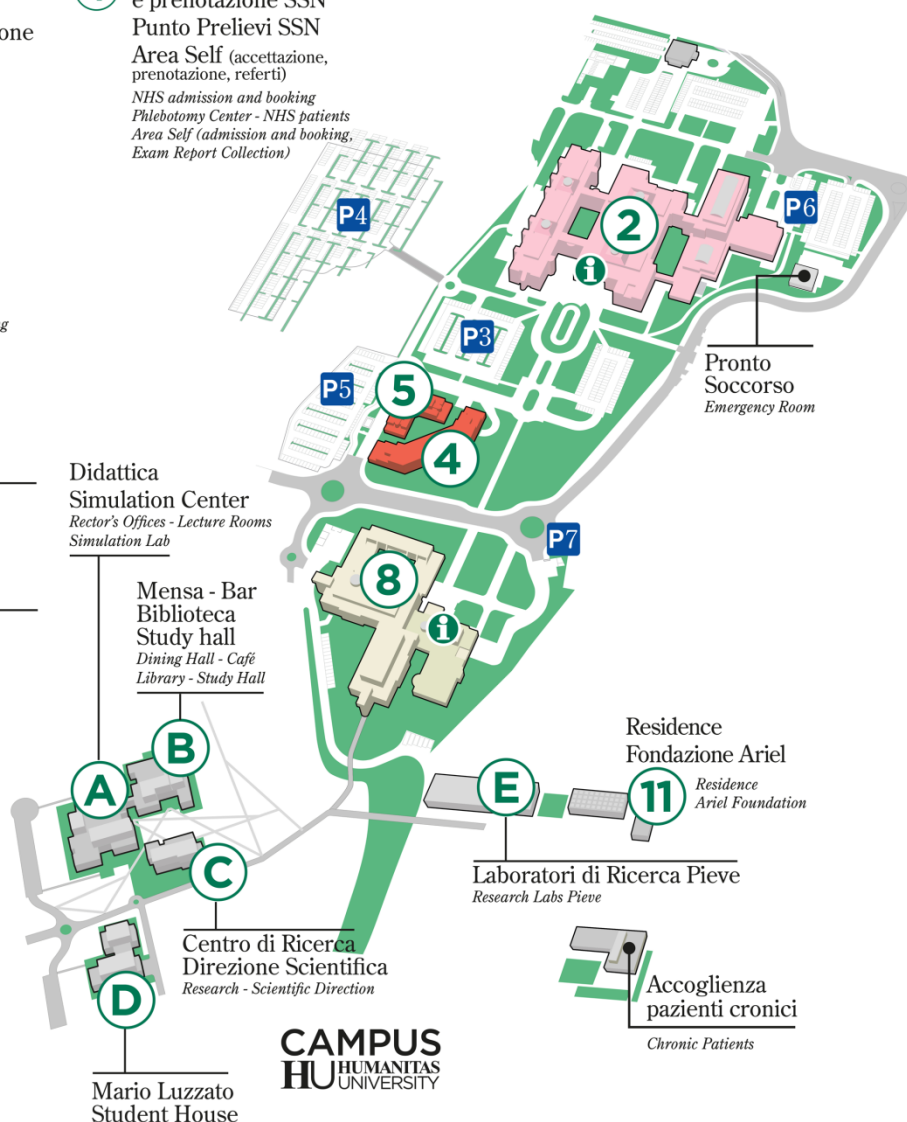 e prenotazione SSN
Punto Prelievi SSN
Area Self (accettazione,
prenotazione, referti)
NHS admission and booking
Phlebotomy Center - NHS patients
Area Self (admission and booking,
Exam Report Collection)
P4
2
P6
i
P3
Pronto
Soccorso
Emergency Room
P5
5
4
P7
Didattica
Simulation Center
Rector's Offices - Lecture Rooms
Simulation Lab
8
i
Mensa - Bar
Biblioteca
Study hall
Dining Hall - Café
Library - Study Hall
B
A
C
Residence
Fondazione Ariel
Residence
Ariel Foundation
E
11
Laboratori di Ricerca Pieve
Research Labs Pieve
Centro di Ricerca
Direzione Scientifica
Research - Scientific Direction
D
Accoglienza
pazienti cronici
Chronic Patients
CAMPUS
HU HUMANITAS
UNIVERSITY
Mario Luzzato
Student House